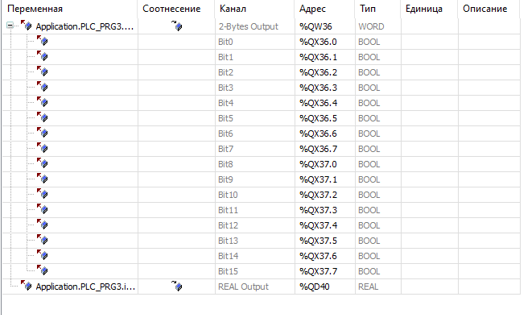 Переменная Соотнесение Канал Адрес Тип Единица Описание
Application.PLC_PRG3.... 2-Bytes Output %QW36 WORD
Bit0 %QX36.0 BOOL
Bit1 %QX36.1 BOOL
Bit2 %QX36.2 BOOL
Bit3 %QX36.3 BOOL
Bit4 %QX36.4 BOOL
Bit5 %QX36.5 BOOL
Bit6 %QX36.6 BOOL
Bit7 %QX36.7 BOOL
Bit8 %QX37.0 BOOL
Bit9 %QX37.1 BOOL
Bit10 %QX37.2 BOOL
Bit11 %QX37.3 BOOL
Bit12 %QX37.4 BOOL
Bit13 %QX37.5 BOOL
Bit14 %QX37.6 BOOL
Bit15 %QX37.7 BOOL
Application.PLC_PRG3.i... REAL Output %QD40 REAL